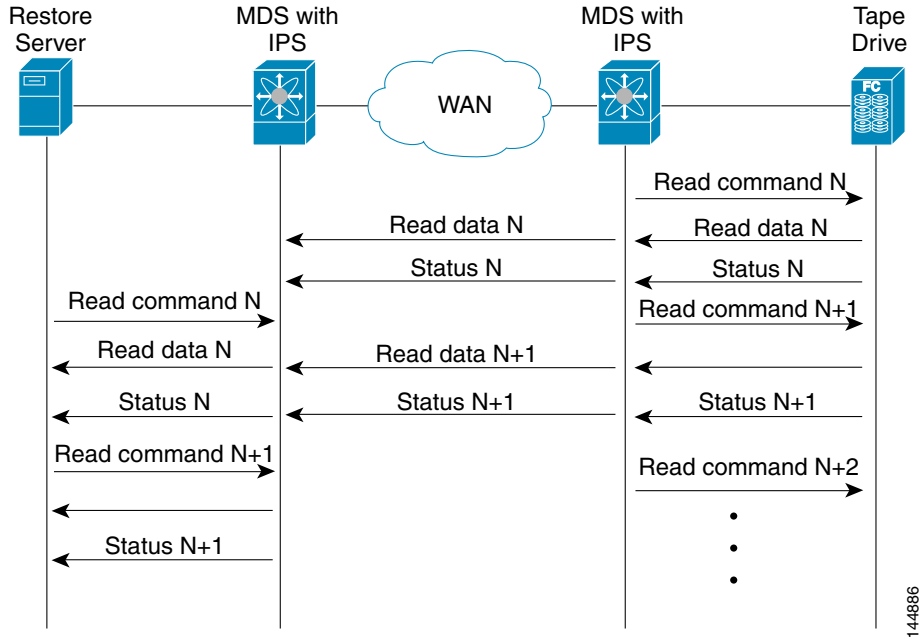 Restore
Server
MDS with
IPS
MDS with
IPS
Tape
Drive
WAN
FC
Read command N
Read data N
Read data N
Status N
Status N
Read command N
Read command N+1
Read data N
Read data N+1
Status N
Status N+1
Status N+1
Read command N+1
Read command N+2
Status N+1
144886